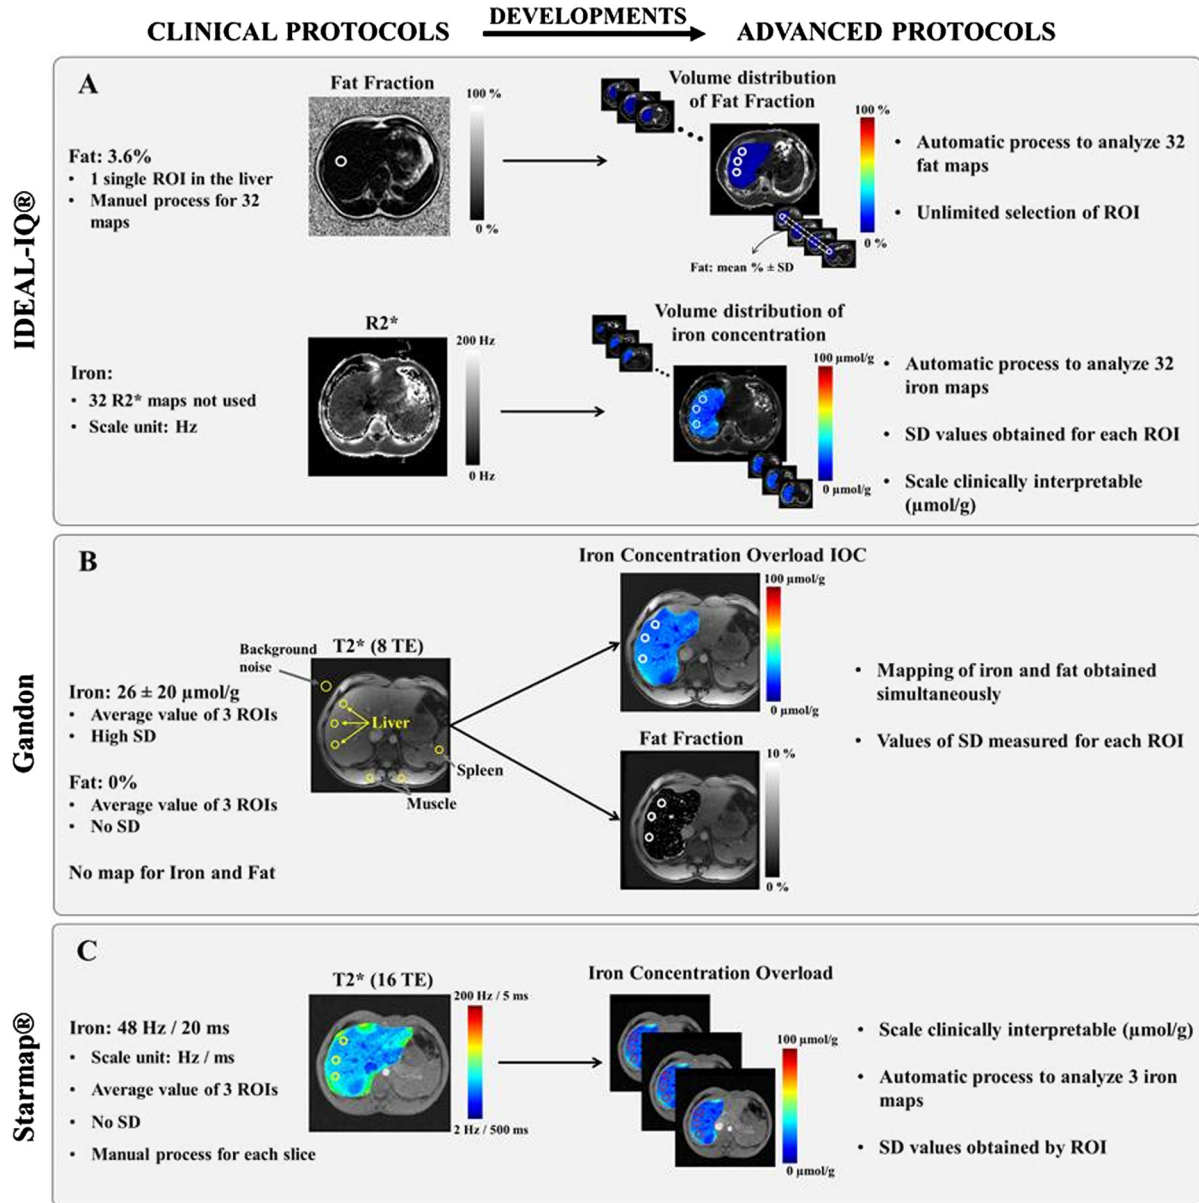 CLINICAL PROTOCOLS
DEVELOPMENTS
ADVANCED PROTOCOLS
IDEAL-IQ®
A
Fat Fraction
100 %
0 %
Fat: 3.6%
• 1 single ROI in the liver
• Manuel process for 32
maps
Volume distribution
of Fat Fraction
100 %
0 %
Fat: mean % ± SD
• Automatic process to analyze 32
fat maps
• Unlimited selection of ROI
R2*
200 Hz
0 Hz
Iron:
• 32 R2* maps not used
• Scale unit: Hz
Volume distribution of
iron concentration
100 µmol/g
0 µmol/g
• Automatic process to analyze 32
iron maps
• SD values obtained for each ROI
• Scale clinically interpretable
(µmol/g)
Gandon
B
Background
noise
T2* (8 TE)
Liver
Spleen
Muscle
Iron: 26 ± 20 µmol/g
• Average value of 3 ROIs
• High SD
Fat: 0%
• Average value of 3 ROIs
• No SD
No map for Iron and Fat
Iron Concentration Overload IOC
100 µmol/g
0 µmol/g
Fat Fraction
10 %
0 %
• Mapping of iron and fat obtained
simultaneously
• Values of SD measured for each ROI
Starmap®
C
T2* (16 TE)
200 Hz / 5 ms
2 Hz / 500 ms
Iron: 48 Hz / 20 ms
• Scale unit: Hz / ms
• Average value of 3 ROIs
• No SD
• Manual process for each slice
Iron Concentration Overload
100 µmol/g
0 µmol/g
• Scale clinically interpretable (µmol/g)
• Automatic process to analyze 3 iron
maps
• SD values obtained by ROI